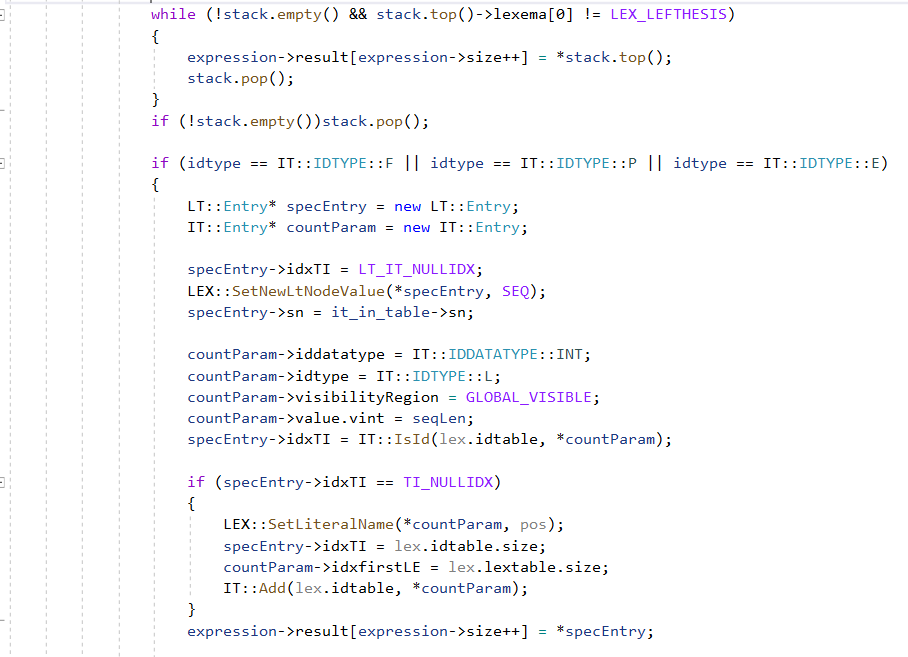 while (!stack.empty() && stack.top()->lexema[0] != LEX_LEFTHESIS)
{
expression->result[expression->size++] = *stack.top();
stack.pop();
}
if (!stack.empty())stack.pop();
if (idtype == IT::IDTYPE::F || idtype == IT::IDTYPE::P || idtype == IT::IDTYPE::E)
{
LT::Entry* specEntry = new LT::Entry;
IT::Entry* countParam = new IT::Entry;
specEntry->idxTI = LT_IT_NULLIDX;
LEX::SetNewLtNodeValue(*specEntry, SEQ);
specEntry->sn = it_in_table->sn;
countParam->iddatatype = IT::IDDATATYPE::INT;
countParam->idtype = IT::IDTYPE::L;
countParam->visibilityRegion = GLOBAL_VISIBLE;
countParam->value.vint = seqLen;
specEntry->idxTI = IT::IsId(lex.idtable, *countParam);
if (specEntry->idxTI == TI_NULLIDX)
{
LEX::SetLiteralName(*countParam, pos);
specEntry->idxTI = lex.idtable.size;
countParam->idxfirstLE = lex.lextable.size;
IT::Add(lex.idtable, *countParam);
}
expression->result[expression->size++] = *specEntry;